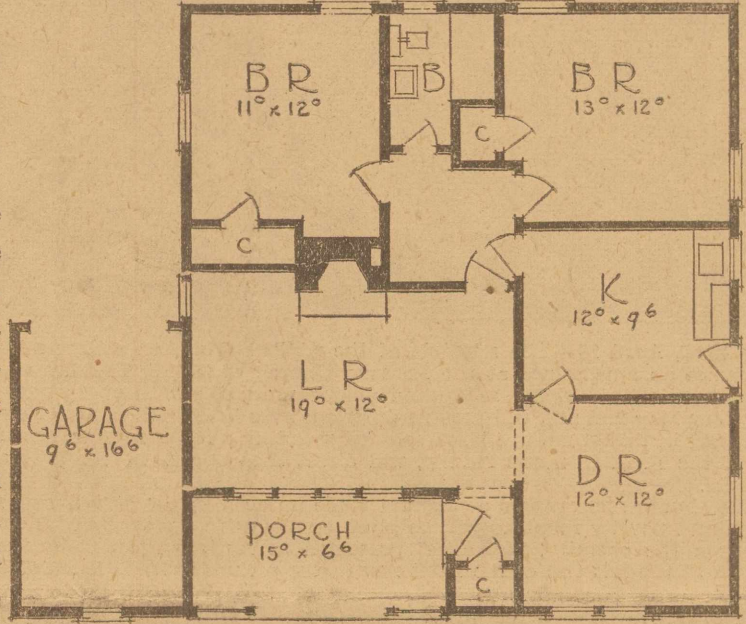 B R
11⁰ x 12⁰
B
B R
13⁰ x 12⁰
C
C
K
12⁰ x 9⁶
L R
19⁰ x 12⁰
GARAGE
9⁶ x 16⁶
D R
12⁰ x 12⁰
PORCH
15⁰ x 6⁶
C